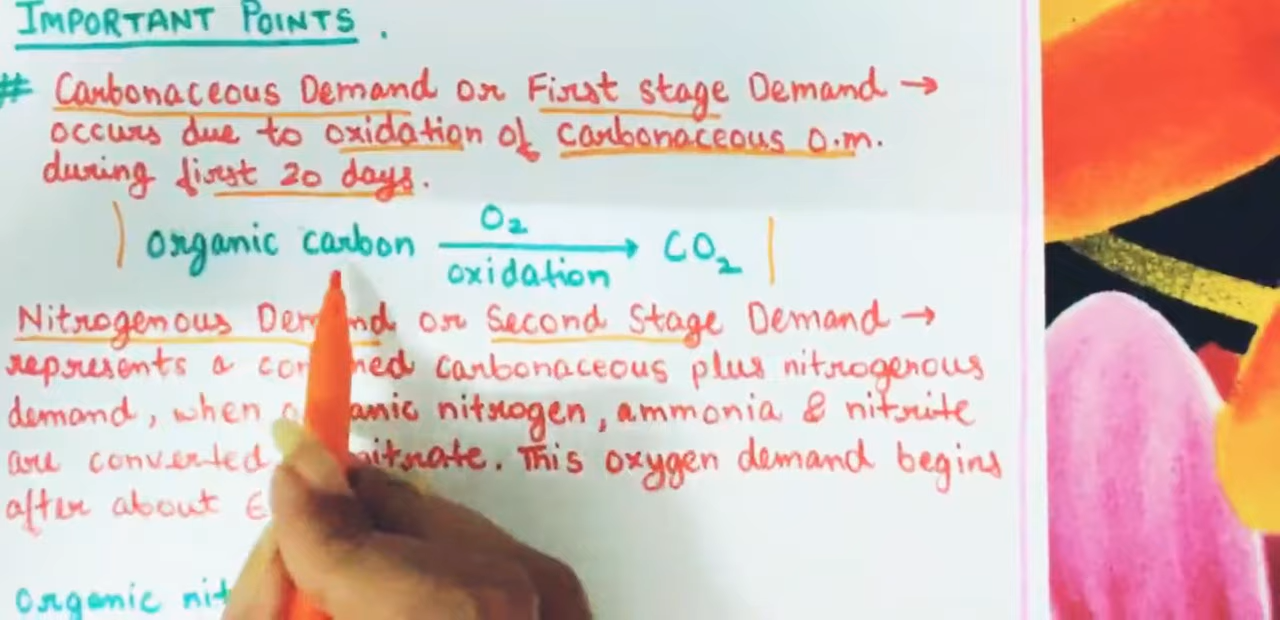 IMPORTANT POINTS.
# Carbonaceous Demand or First stage Demand →
occurs due to oxidation of carbonaceous o.m.
during first 20 days.
organic carbon O₂ oxidation → CO₂
Nitrogenous Demand or Second Stage Demand →
represents a carbonaceous plus nitrogenous
demand, when nitrogen, ammonia & nitrite
are converted nitrate. This oxygen demand begins
after about
organic